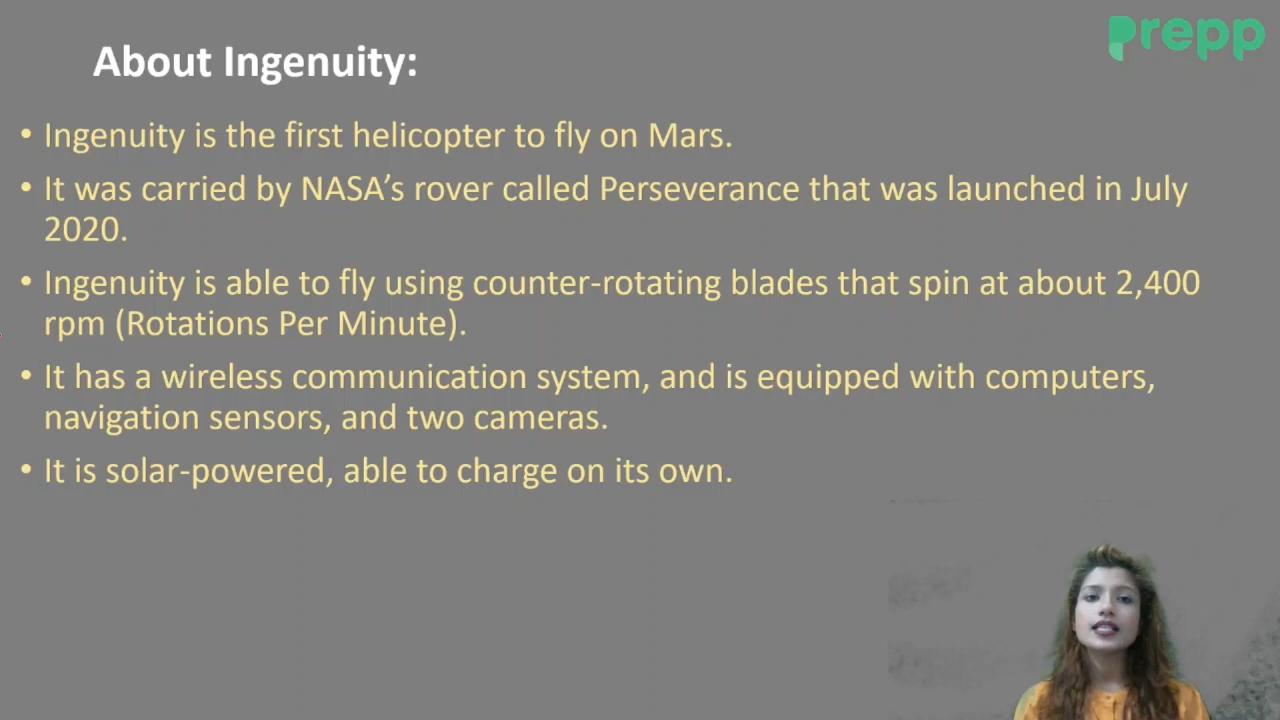 prepp
About Ingenuity:
• Ingenuity is the first helicopter to fly on Mars.
• It was carried by NASA’s rover called Perseverance that was launched in July
2020.
• Ingenuity is able to fly using counter-rotating blades that spin at about 2,400
rpm (Rotations Per Minute).
• It has a wireless communication system, and is equipped with computers,
navigation sensors, and two cameras.
• It is solar-powered, able to charge on its own.